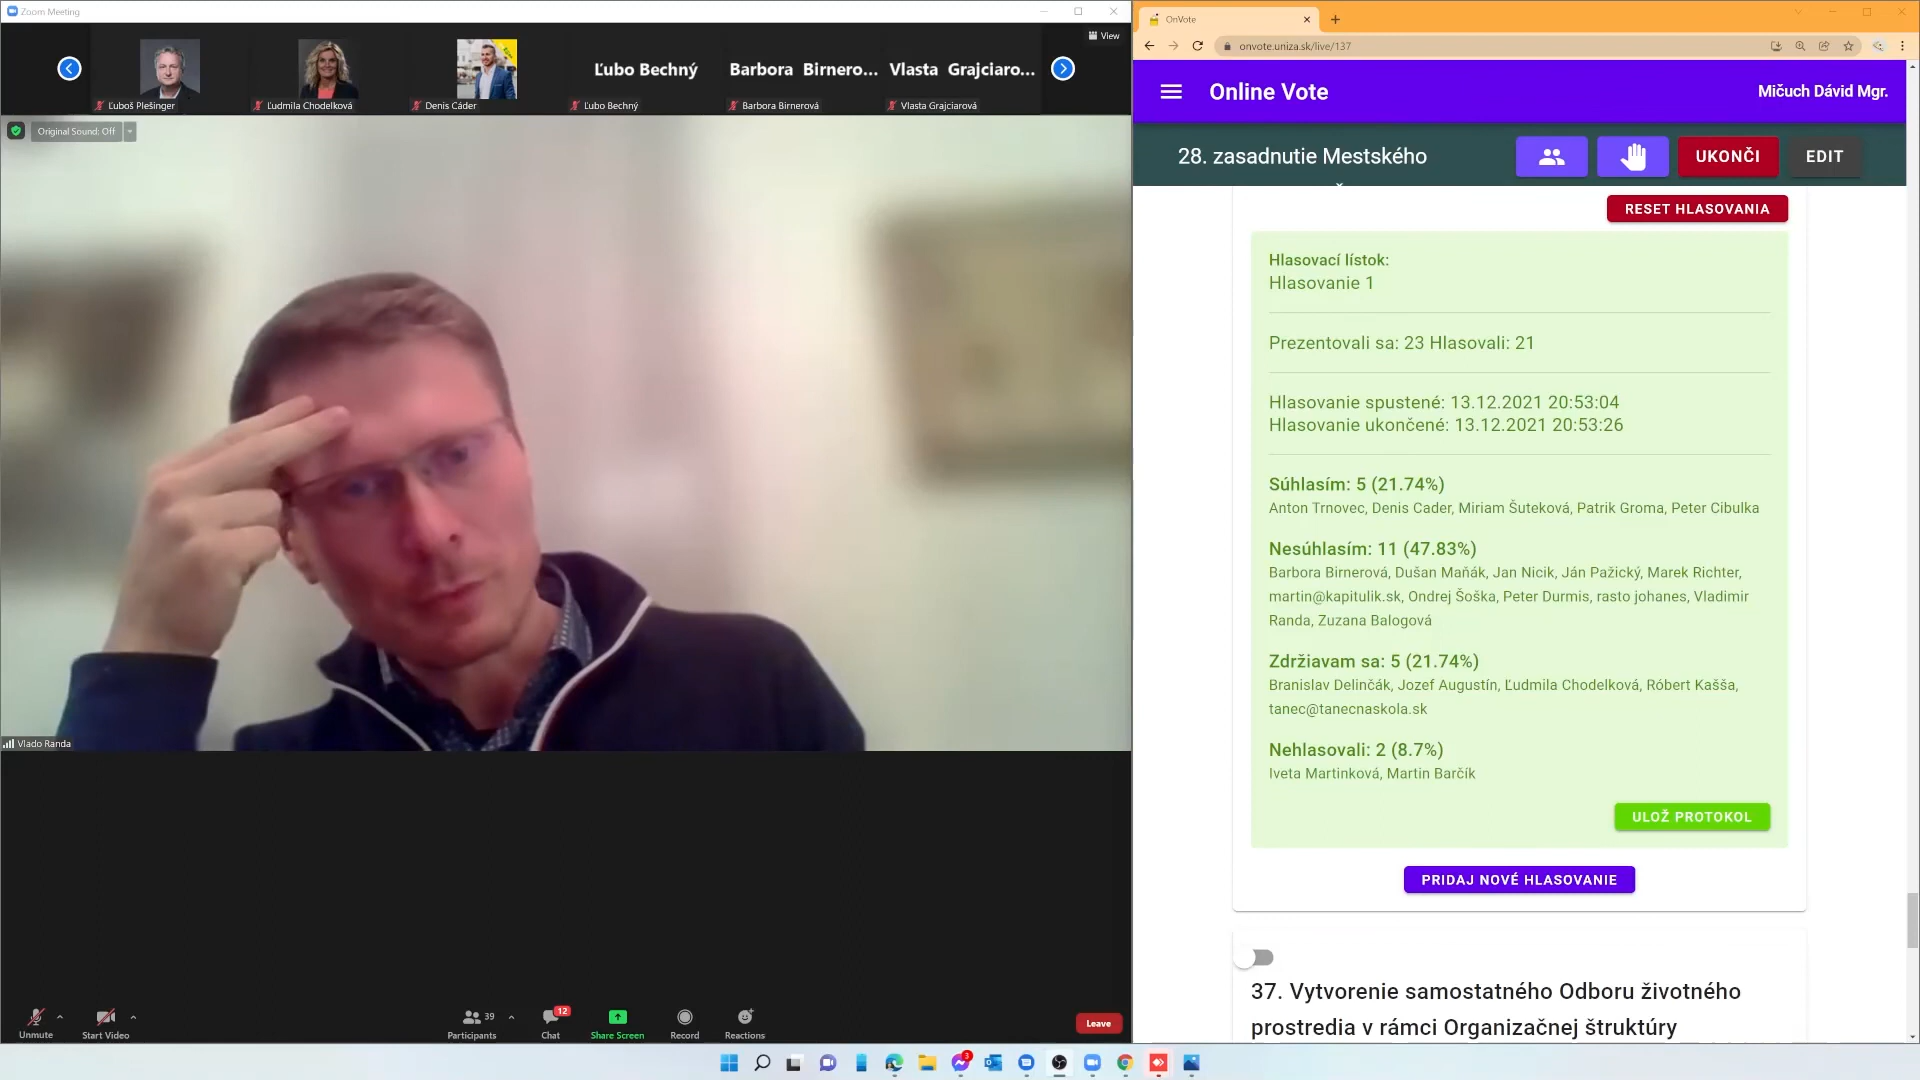 Zoom Meeting
View
Ľubo Bechný
Barbora Birnero...
Vlasta Grajciaro...
Ľuboš Plešinger
Ľudmila Chodelková
Denis Cáder
Ľubo Bechný
Barbora Birnerová
Vlasta Grajciarová
Original Sound: Off
Vlado Randa
Unmute
Start Video
39
Participants
12
Chat
Share Screen
Record
Reactions
Leave
OnVote
onvote.uniza.sk/live/137
Online Vote
Mičuch Dávid Mgr.
28. zasadnutie Mestského
UKONČI
EDIT
RESET HLASOVANIA
Hlasovací lístok:
Hlasovanie 1
Prezentovali sa: 23 Hlasovali: 21
Hlasovanie spustené: 13.12.2021 20:53:04
Hlasovanie ukončené: 13.12.2021 20:53:26
Súhlasím: 5 (21.74%)
Anton Trnovec, Denis Cader, Miriam Šuteková, Patrik Groma, Peter Cibulka
Nesúhlasím: 11 (47.83%)
Barbora Birnerová, Dušan Maňák, Jan Nicik, Ján Pažický, Marek Richter,
martin@kapitulik.sk, Ondrej Šoška, Peter Durmis, rasto johanes, Vladimir
Randa, Zuzana Balogová
Zdržiavam sa: 5 (21.74%)
Branislav Delinčák, Jozef Augustín, Ľudmila Chodelková, Róbert Kašša,
tanec@tanecnaskola.sk
Nehlasovali: 2 (8.7%)
Iveta Martinková, Martin Barčík
ULOŽ PROTOKOL
PRIDAJ NOVÉ HLASOVANIE
37. Vytvorenie samostatného Odboru životného
prostredia v rámci Organizačnej štruktúry
3